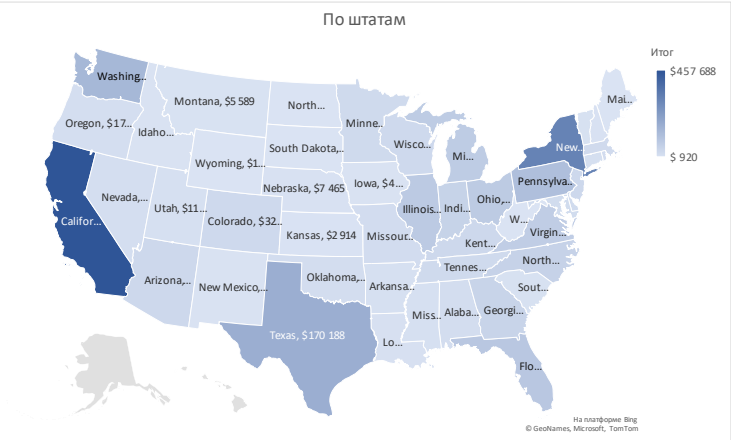 По штатам
Итог
$457 688
$ 920
Washing...
Montana, $5 589
North...
Minne...
Mai...
Oregon, $17...
Idaho...
South Dakota,...
Wisco...
Mi...
New...
Wyoming, $1...
Nebraska, $7 465
Iowa, $4...
Pennsylva...
Nevada,...
Utah, $11...
Colorado, $32...
Illinois...
Indi...
Ohio,...
Califor...
Kansas, $2 914
Missour...
W...
Virgin...
Kent...
Arizona,...
New Mexico,...
Oklahoma,...
Arkansa...
Tennes...
North...
Sout...
Texas, $170 188
Lo...
Miss...
Alaba...
Georgi...
Flo...
На платформе Bing
© GeoNames, Microsoft, TomTom